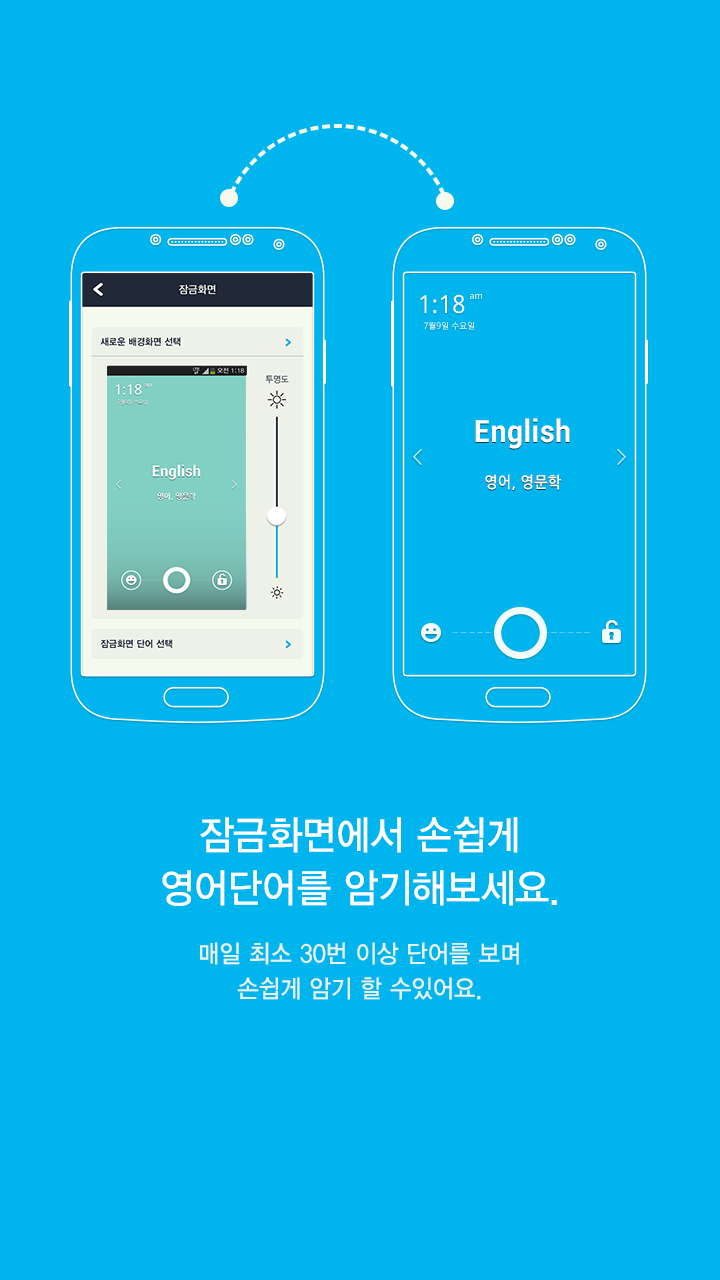 잠금화면
새로운 배경화면 선택
오전 1:18
투명도
1:18 am
English
영어, 영문학
잠금화면 단어 선택
1:18 am
7월9일 수요일
English
영어, 영문학
잠금화면에서 손쉽게
영어단어를 암기해보세요.
매일 최소 30번 이상 단어를 보며
손쉽게 암기 할 수있어요.